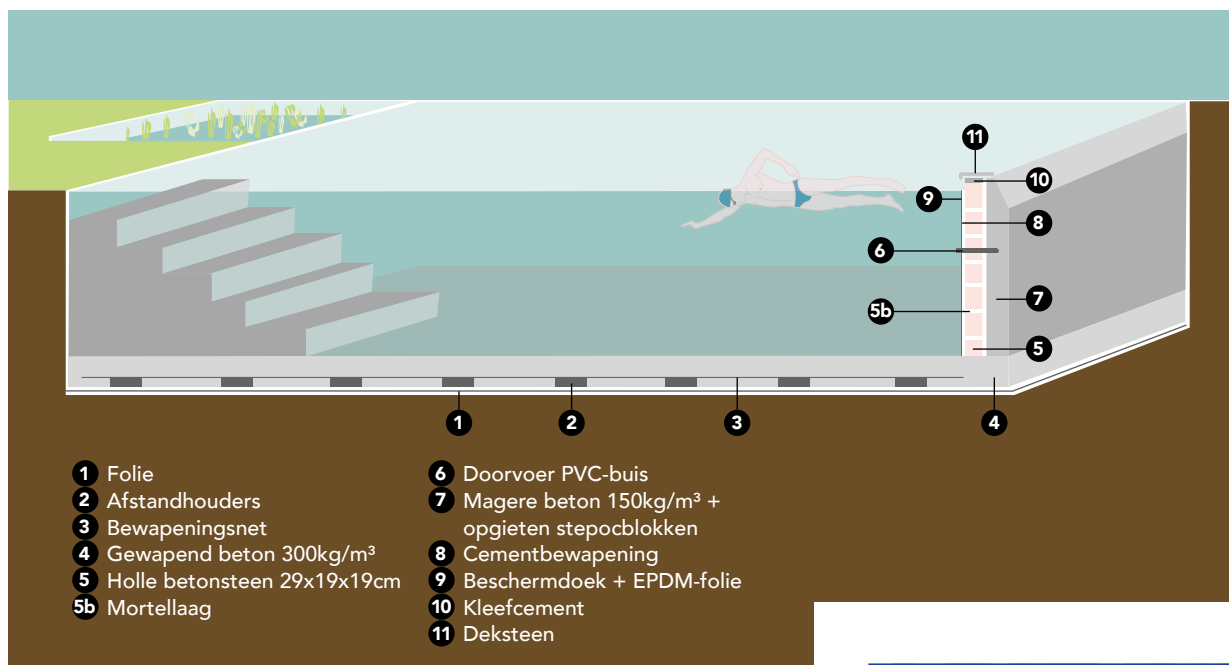 11
10
9
8
6
7
5b
5
1
2
3
4
1 Folie
2 Afstandhouders
3 Bewapeningsnet
4 Gewapend beton 300kg/m³
5 Holle betonsteen 29x19x19cm
5b Mortellaag
6 Doorvoer PVC-buis
7 Magere beton 150kg/m³ +
opgieten stepocblokken
8 Cementbewapening
9 Beschermdoek + EPDM-folie
10 Kleefcement
11 Deksteen